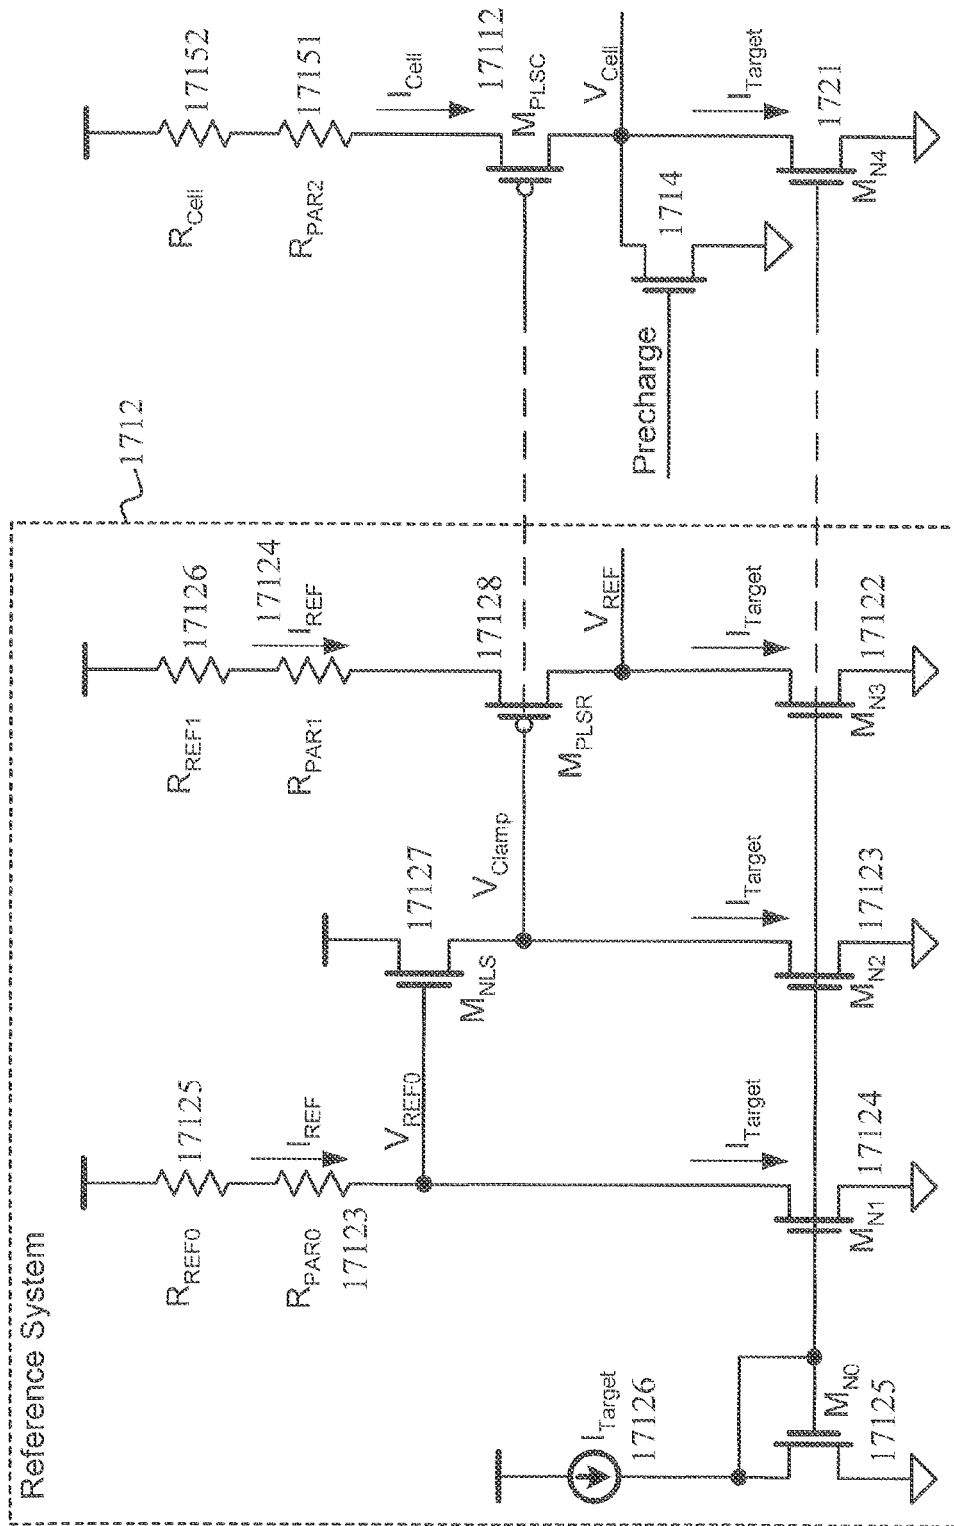 Reference System
1712
R_REF0
17125
R_PAR0
17123
I_REF
V_REF0
M_NLS
17127
V_Clamp
R_REF1
17126
R_PAR1
17124
I_REF
M_PLSR
17128
V_REF
R_Cell
17152
R_PAR2
17151
I_Cell
M_PLSC
17112
V_Cell
Precharge
1714
I_Target
17126
M_N0
17125
I_Target
M_N1
17124
I_Target
M_N2
17123
I_Target
M_N3
17122
I_Target
M_N4
1721